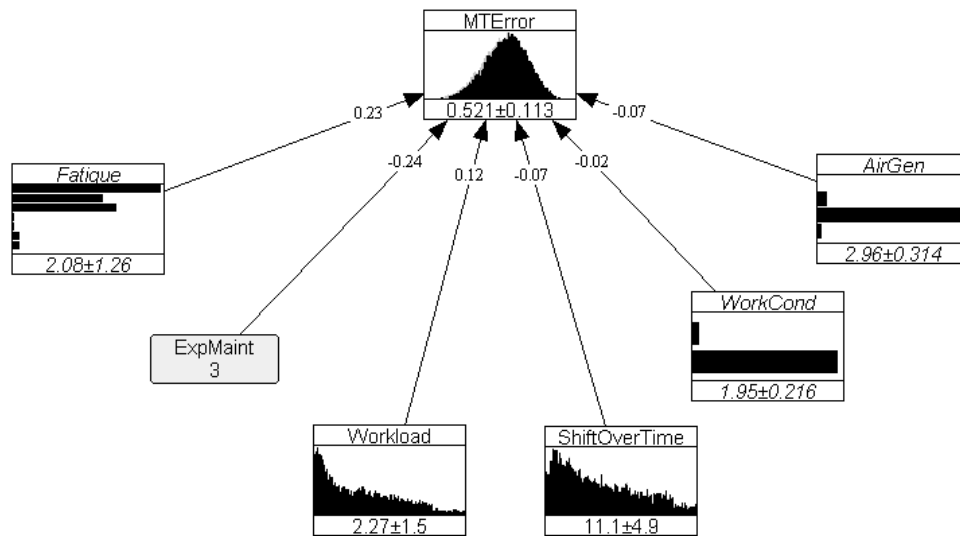 MTError
0.521±0.113
0.23
-0.24
0.12
-0.07
-0.02
-0.07
Fatique
2.08±1.26
AirGen
2.96±0.314
ExpMaint
3
WorkCond
1.95±0.216
Workload
2.27±1.5
ShiftOverTime
11.1±4.9